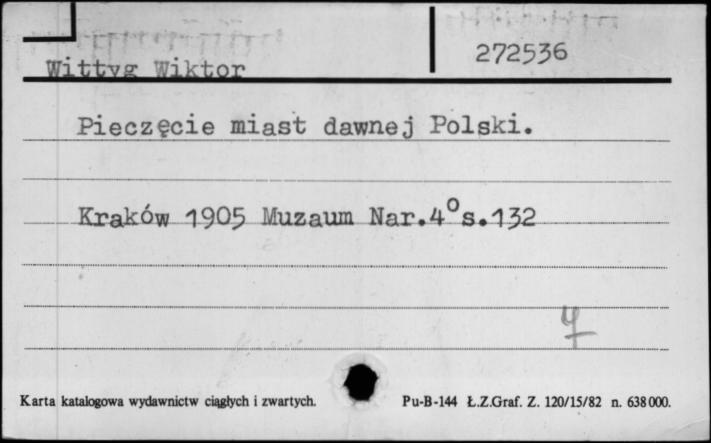 272536
Wittyg Wiktor
Pieczęcie miast dawnej Polski.
Kraków 1905 Muzaum Nar.4° s.132
4
Karta katalogowa wydawnictw ciągłych i zwartych. Pu-B-144 Ł.Z.Graf. Z. 120/15/82 n. 638000.